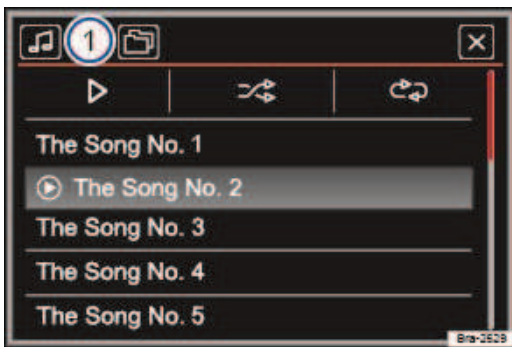 1
The Song No. 1
The Song No. 2
The Song No. 3
The Song No. 4
The Song No. 5
Bra-2529